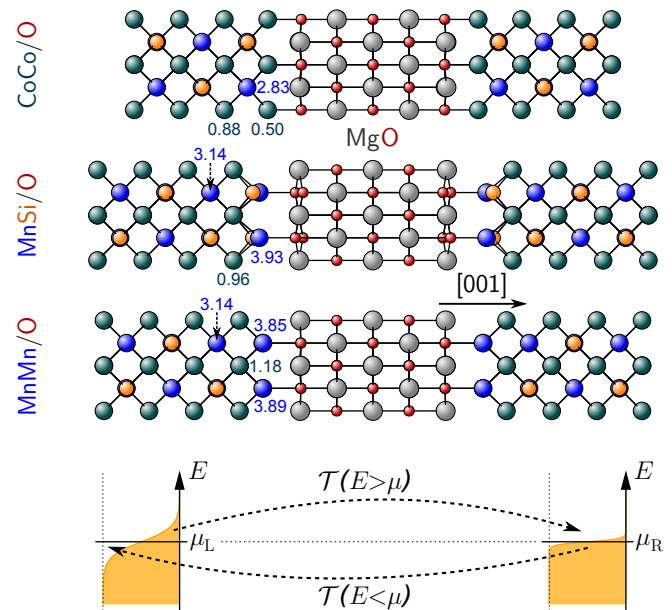 CoCo/O
2.83
0.88 0.50
MgO
MnSi/O
3.14
3.93
0.96
[001]
MnMn/O
3.14
3.85
1.18
3.89
E
𝒯(E>μ)
E
μL
μR
𝒯(E<μ)